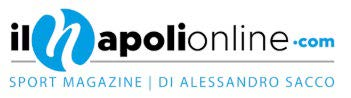 ilnapolionline.com
SPORT MAGAZINE | DI ALESSANDRO SACCO